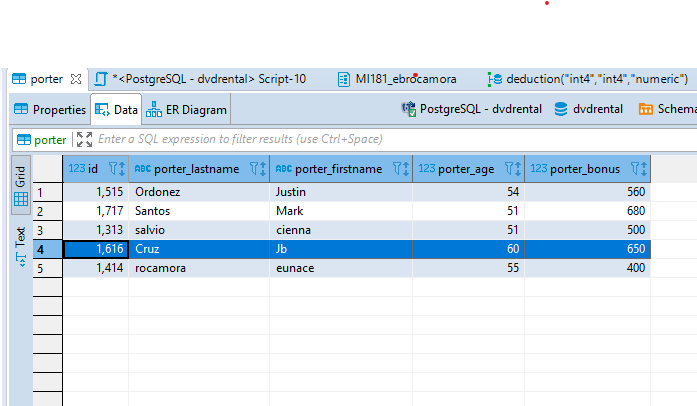 porter *<PostgreSQL - dvdrental> Script-10 MI181_ebrocamora deduction("int4","int4","numeric")
Properties Data ER Diagram PostgreSQL - dvdrental dvdrental Schema
porter Enter a SQL expression to filter results (use Ctrl+Space)
Grid
Text
123 id ABC porter_lastname ABC porter_firstname 123 porter_age 123 porter_bonus
1 1,515 Ordonez Justin 54 560
2 1,717 Santos Mark 51 680
3 1,313 salvio cienna 51 500
4 1,616 Cruz Jb 60 650
5 1,414 rocamora eunace 55 400